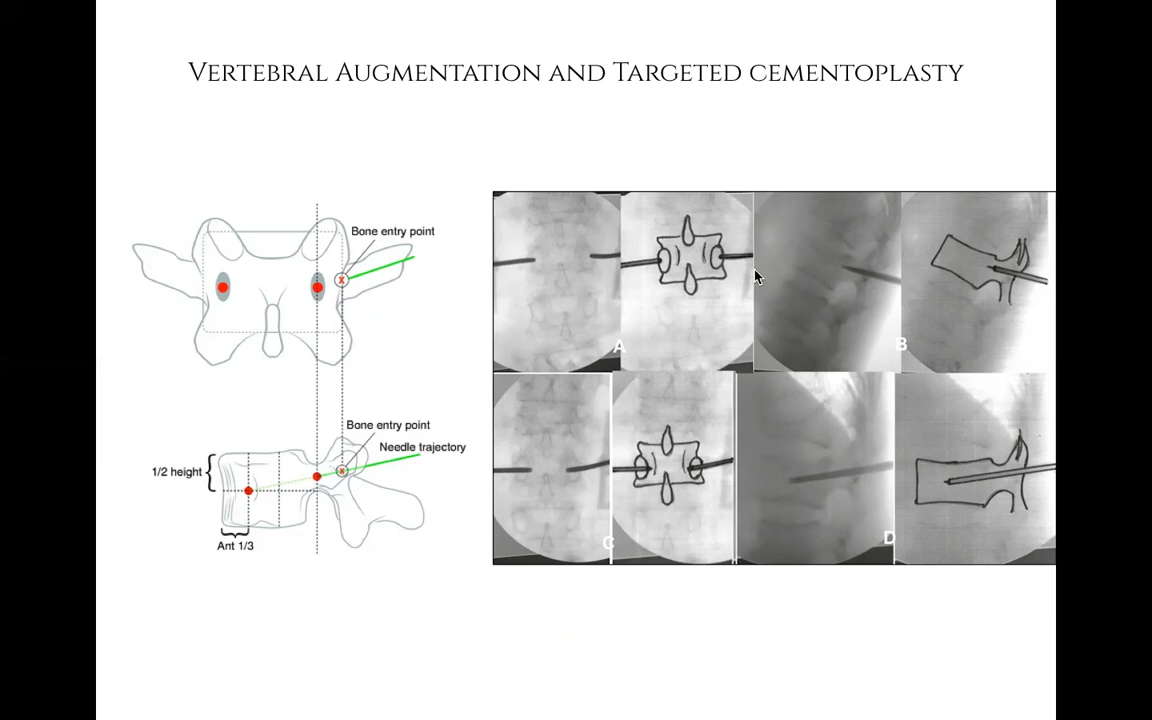 Vertebral Augmentation and Targeted cementoplasty
Bone entry point
x
Bone entry point
Needle trajectory
x
1/2 height
Ant 1/3
A
B
C
D